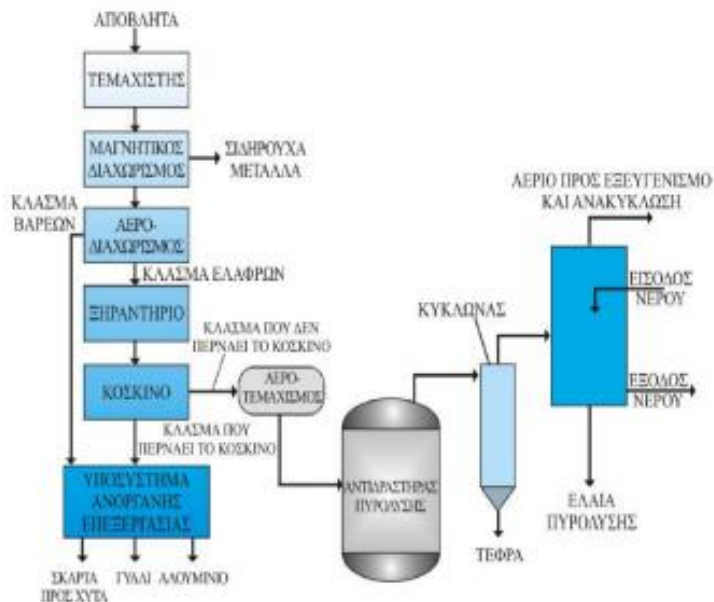 ΑΠΟΒΛΗΤΑ
ΤΕΜΑΧΙΣΤΗΣ
ΜΑΓΝΗΤΙΚΟΣ
ΔΙΑΧΩΡΙΣΜΟΣ
ΣΙΔΗΡΟΥΧΑ
ΜΕΤΑΛΛΑ
ΚΛΑΣΜΑ
ΒΑΡΕΩΝ
ΑΕΡΟ-
ΔΙΑΧΩΡΙΣΜΟΣ
ΚΛΑΣΜΑ ΕΛΑΦΡΩΝ
ΞΗΡΑΝΤΗΡΙΟ
ΚΛΑΣΜΑ ΠΟΥ ΔΕΝ
ΠΕΡΝΑΕΙ ΤΟ ΚΟΣΚΙΝΟ
ΚΟΣΚΙΝΟ
ΑΕΡΟ-
ΤΕΜΑΧΙΣΜΟΣ
ΚΛΑΣΜΑ ΠΟΥ
ΠΕΡΝΑΕΙ ΤΟ ΚΟΣΚΙΝΟ
ΥΠΟΣΥΣΤΗΜΑ
ΑΝΟΡΓΑΝΗΣ
ΕΠΕΞΕΡΓΑΣΙΑΣ
ΣΚΑΡΤΑ
ΠΡΟΣ ΧΥΤΑ
ΓΥΑΛΙ
ΑΛΟΥΜΙΝΙΟ
ΑΝΤΙΔΡΑΣΤΗΡΑΣ
ΠΥΡΟΛΥΣΗΣ
ΚΥΚΛΩΝΑΣ
ΤΕΦΡΑ
ΑΕΡΙΟ ΠΡΟΣ ΕΞΕΥΓΕΝΙΣΜΟ
ΚΑΙ ΑΝΑΚΥΚΛΩΣΗ
ΕΙΣΟΔΟΣ
ΝΕΡΟΥ
ΕΞΟΔΟΣ
ΝΕΡΟΥ
ΕΛΑΙΑ
ΠΥΡΟΛΥΣΗΣ